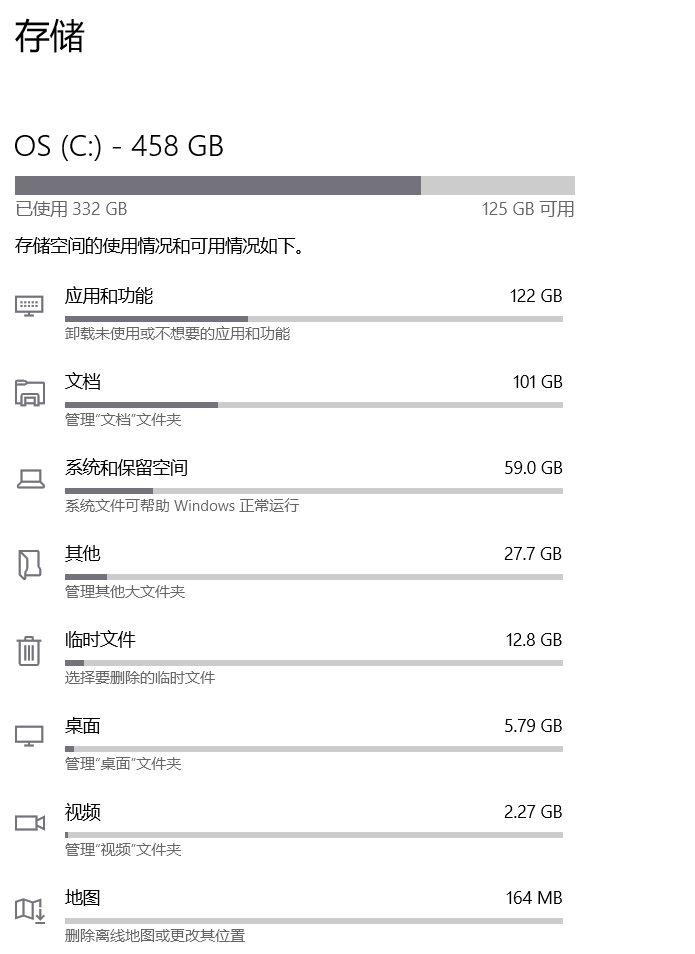 存储
OS (C:) - 458 GB
已使用 332 GB 125 GB 可用
存储空间的使用情况和可用情况如下。
应用和功能 122 GB
卸载未使用或不想要的应用和功能
文档 101 GB
管理"文档"文件夹
系统和保留空间 59.0 GB
系统文件可帮助 Windows 正常运行
其他 27.7 GB
管理其他大文件夹
临时文件 12.8 GB
选择要删除的临时文件
桌面 5.79 GB
管理"桌面"文件夹
视频 2.27 GB
管理"视频"文件夹
地图 164 MB
删除离线地图或更改其位置